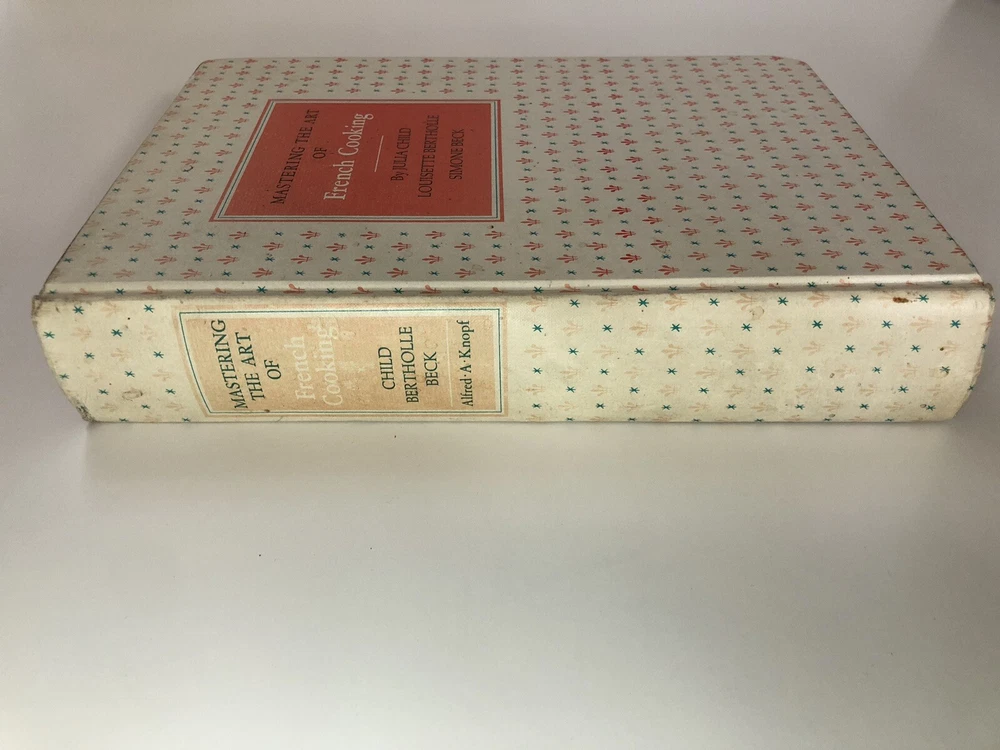 MASTERING THE ART
OF
French Cooking
By JULIA CHILD
LOUISETTE BERTHOLLE
SIMONE BECK
MASTERING
THE ART
OF
French
Cooking
CHILD
BERTHOLLE
BECK
Alfred · A · Knopf